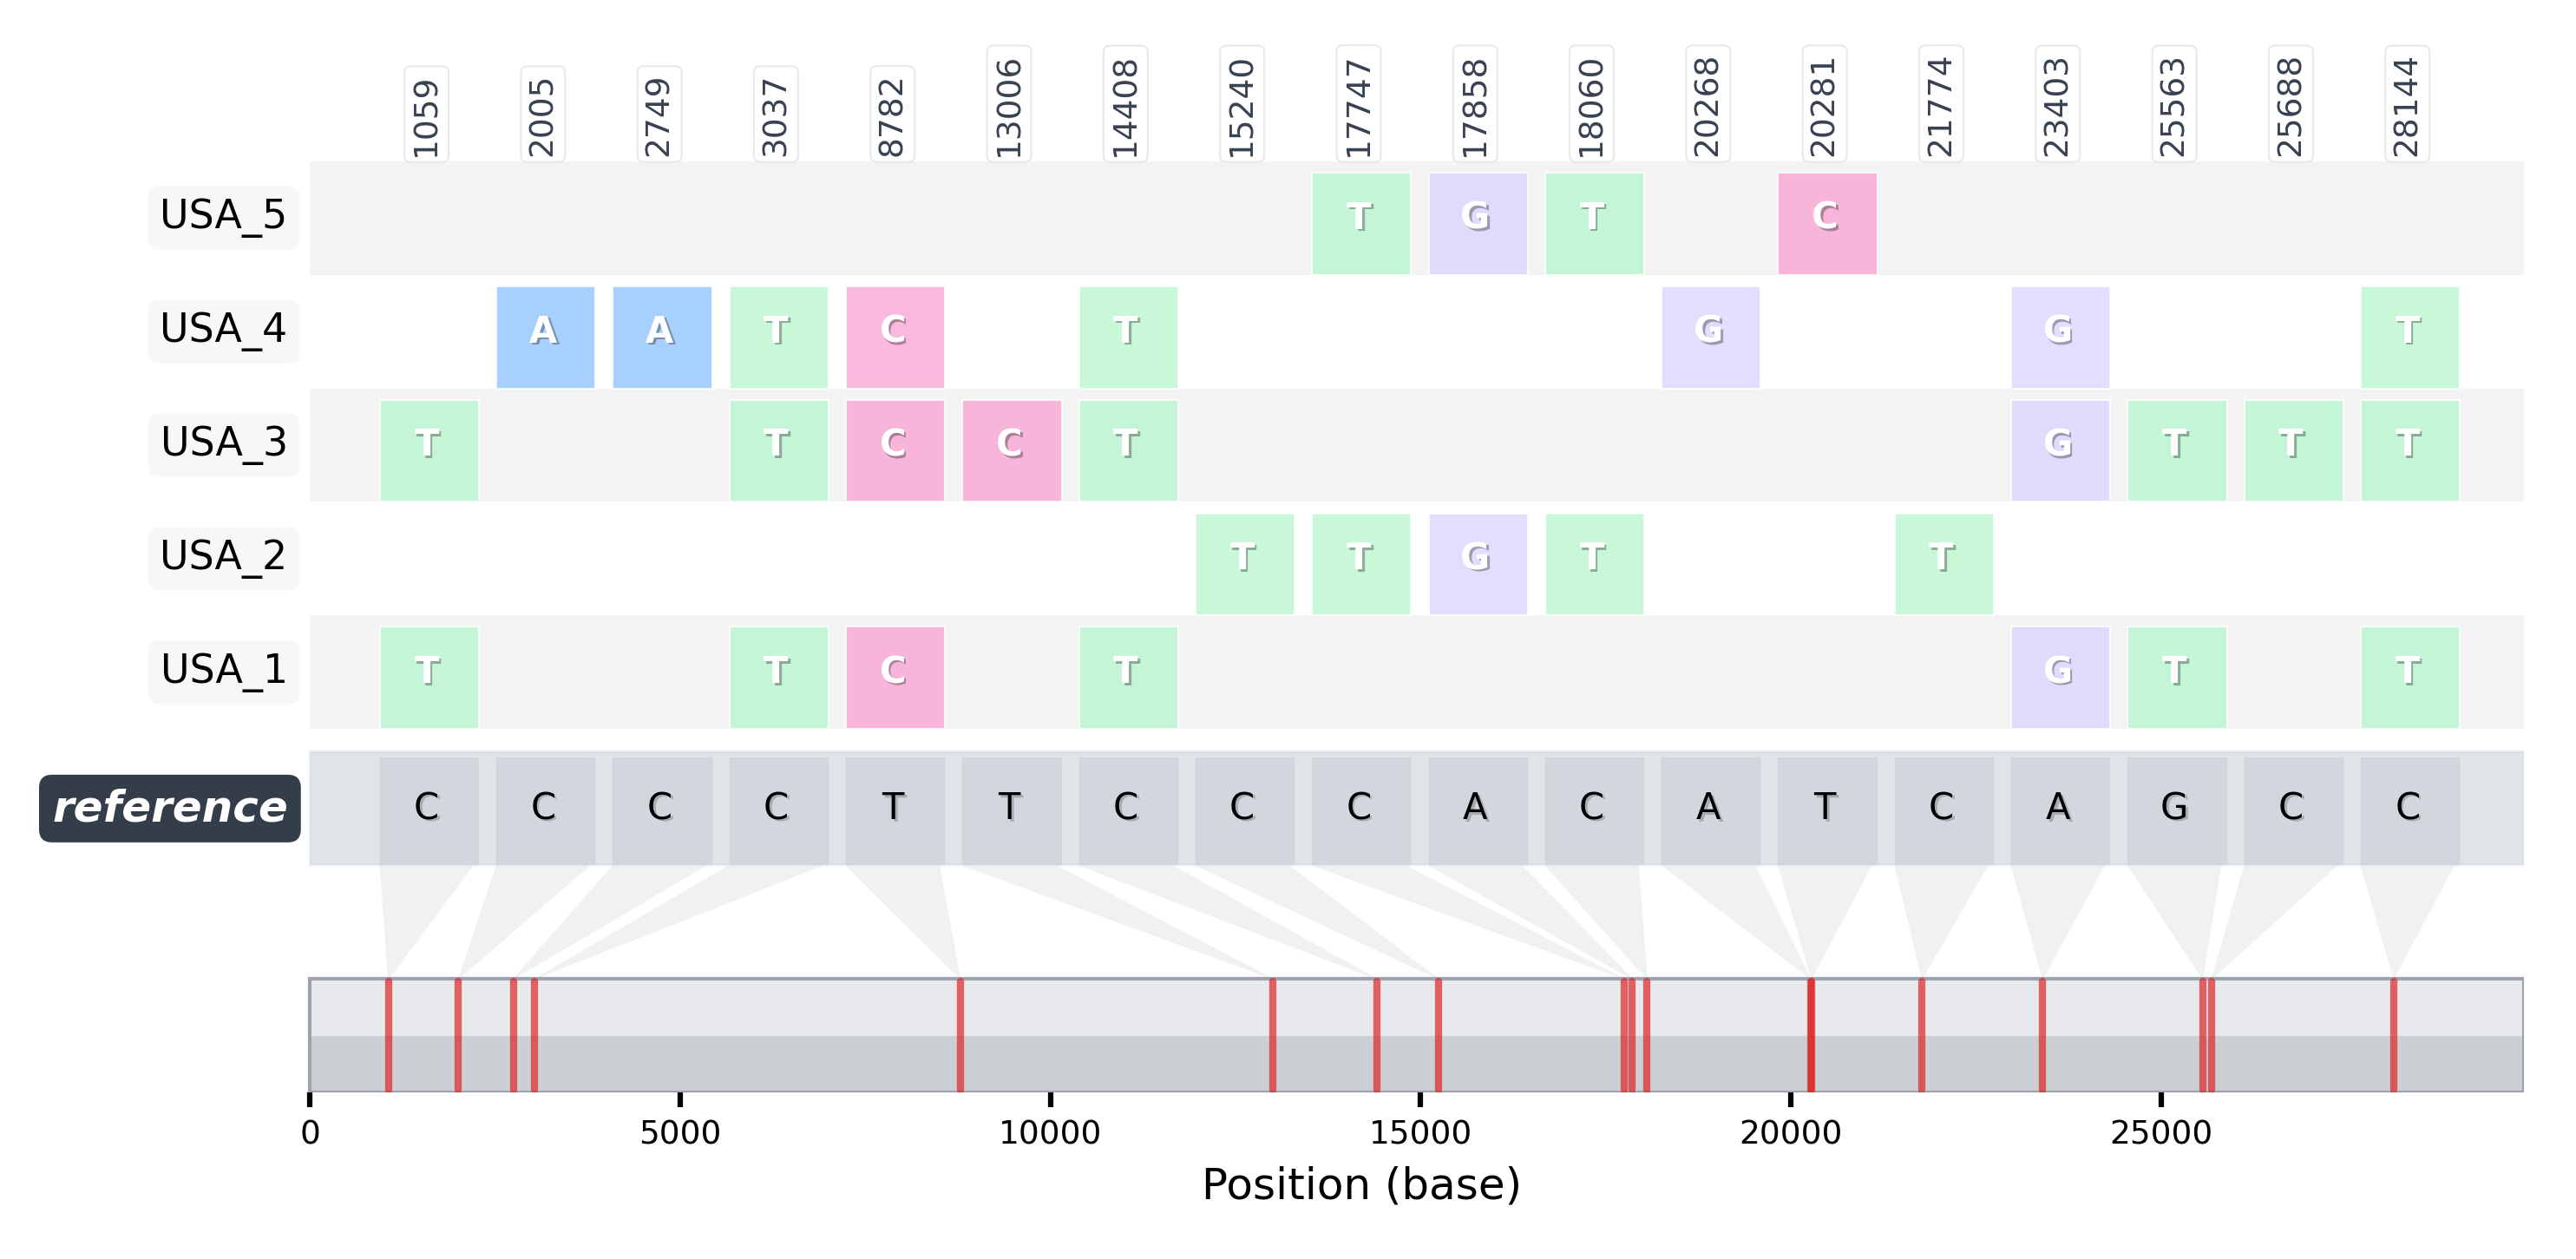 1059 2005 2749 3037 8782 13006 14408 15240 17747 17858 18060 20268 20281 21774 23403 25563 25688 28144
USA_5 T G T C
USA_4 A A T C T G G T
USA_3 T T C C T G T T T
USA_2 T T G T T
USA_1 T T C T G T T
reference C C C C T T C C C A C A T C A G C C
0 5000 10000 15000 20000 25000
Position (base)